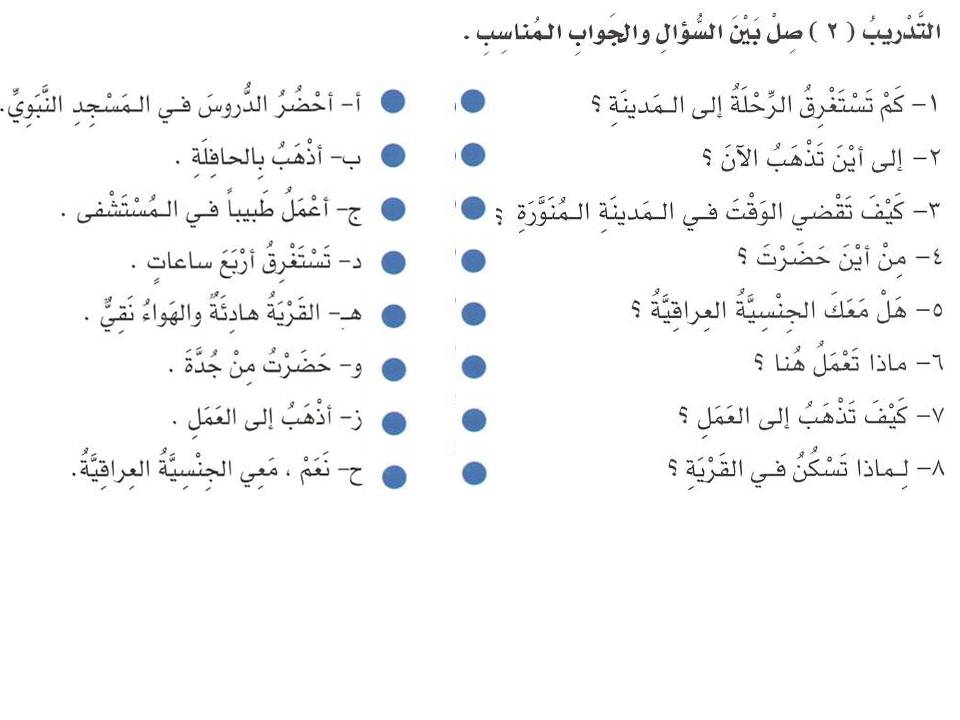 التَّدْريبُ ( ٢ ) صِلْ بَيْنَ السُّؤالِ والجَوابِ المُناسِبِ .
١- كَمْ تَسْتَغْرِقُ الرِّحْلَةُ إلى المَدينَةِ ؟ أ- أحْضُرُ الدُّروسَ في المَسْجِدِ النَّبَوِيِّ.
٢- إلى أيْنَ تَذْهَبُ الآنَ ؟ ب- أذْهَبُ بِالحافِلَةِ .
٣- كَيْفَ تَقْضي الوَقْتَ في المَدينَةِ المُنَوَّرَةِ ؟ ج- أعْمَلُ طَبيباً في المُسْتَشْفى .
٤- مِنْ أيْنَ حَضَرْتَ ؟ د- تَسْتَغْرِقُ أرْبَعَ ساعاتٍ .
٥- هَلْ مَعَكَ الجِنْسِيَّةُ العِراقِيَّةُ ؟ هـ- القَرْيَةُ هادِئَةٌ والهَواءُ نَقِيٌّ .
٦- ماذا تَعْمَلُ هُنا ؟ و- حَضَرْتُ مِنْ جُدَّةَ .
٧- كَيْفَ تَذْهَبُ إلى العَمَلِ ؟ ز- أذْهَبُ إلى العَمَلِ .
٨- لِماذا تَسْكُنُ في القَرْيَةِ ؟ ح- نَعَمْ ، مَعِي الجِنْسِيَّةُ العِراقِيَّةُ.